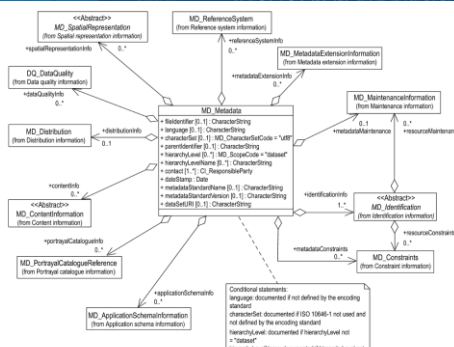 <<Abstract>>
MD_SpatialRepresentation
(from Spatial representation information)
MD_ReferenceSystem
(from Reference system information)
+spatialRepresentationInfo
0..*
+referenceSystemInfo
0..*
MD_MetadataExtensionInformation
(from Metadata extension information)
+metadataExtensionInfo
0..*
DQ_DataQuality
(from Data quality information)
+dataQualityInfo
0..*
MD_Distribution
(from Distribution information)
+distributionInfo
0..1
MD_Metadata
+ fileIdentifier [0..1] : CharacterString
+ language [0..1] : CharacterString
+ characterSet [0..1] : MD_CharacterSetCode = "utf8"
+ parentIdentifier [0..1] : CharacterString
+ hierarchyLevel [0..*] : MD_ScopeCode = "dataset"
+ hierarchyLevelName [0..*] : CharacterString
+ contact [1..*] : CI_ResponsibleParty
+ dateStamp : Date
+ metadataStandardName [0..1] : CharacterString
+ metadataStandardVersion [0..1] : CharacterString
+ dataSetURI [0..1] : CharacterString
MD_MaintenanceInformation
(from Maintenance information)
0..1
+metadataMaintenance
0..*
+resourceMaintenance
+contentInfo
0..*
<<Abstract>>
MD_ContentInformation
(from Content information)
+identificationInfo
1..*
<<Abstract>>
MD_Identification
(from Identification information)
+portrayalCatalogueInfo
0..*
MD_PortrayalCatalogueReference
(from Portrayal catalogue information)
+resourceConstraints
0..*
+metadataConstraints
0..*
MD_Constraints
(from Constraint information)
+applicationSchemaInfo
0..*
MD_ApplicationSchemaInformation
(from Application schema information)
Conditional statements:
language: documented if not defined by the encoding
standard
characterSet: documented if ISO 10646-1 not used and
not defined by the encoding standard
hierarchyLevel: documented if hierarchyLevel not
= "dataset"